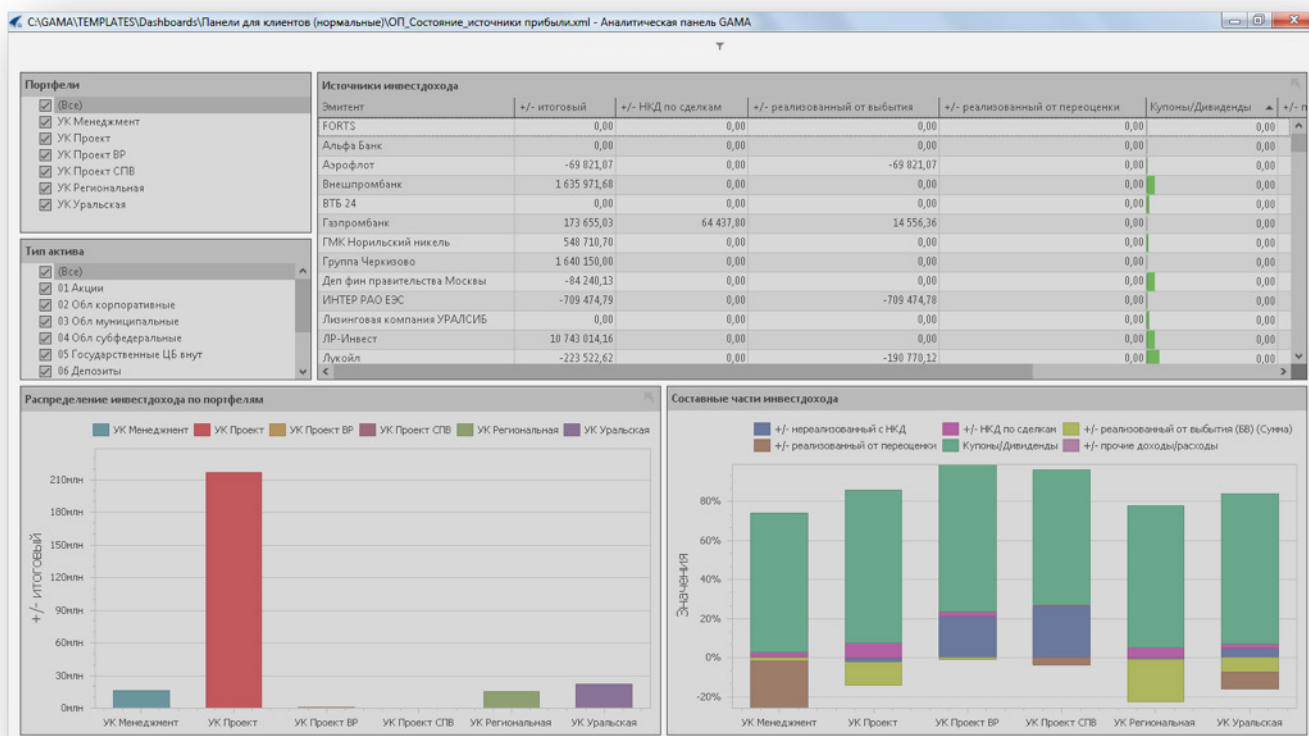 C:\GAMA\TEMPLATES\Dashboards\Панели для клиентов (нормальные)\ОП_Состояние_источники прибыли.xml - Аналитическая панель GAMA
Портфели
(Все)
УК Менеджмент
УК Проект
УК Проект ВР
УК Проект СПВ
УК Региональная
УК Уральская
Тип актива
(Все)
01 Акции
02 Обл корпоративные
03 Обл муниципальные
04 Обл субфедеральные
05 Государственные ЦБ внут
06 Депозиты
Источники инвестдохода
Эмитент +/- итоговый +/- НКД по сделкам +/- реализованный от выбытия +/- реализованный от переоценки Купоны/Дивиденды +/- п
FORTS 0,00 0,00 0,00 0,00 0,00
Альфа Банк 0,00 0,00 0,00 0,00 0,00
Аэрофлот -69 821,07 0,00 -69 821,07 0,00 0,00
Внешпромбанк 1 635 971,68 0,00 0,00 0,00 0,00
ВТБ 24 0,00 0,00 0,00 0,00 0,00
Газпромбанк 173 655,03 64 437,80 14 556,36 0,00 0,00
ГМК Норильский никель 548 710,70 0,00 0,00 0,00 0,00
Группа Черкизово 1 640 150,00 0,00 0,00 0,00 0,00
Деп фин правительства Москвы -84 240,13 0,00 0,00 0,00 0,00
ИНТЕР РАО ЕЭС -709 474,79 0,00 -709 474,78 0,00 0,00
Лизинговая компания УРАЛСИБ 0,00 0,00 0,00 0,00 0,00
ЛР-Инвест 10 743 014,16 0,00 0,00 0,00 0,00
Лукойл -223 522,62 0,00 -190 770,12 0,00 0,00
Распределение инвестдохода по портфелям
УК Менеджмент УК Проект УК Проект ВР УК Проект СПВ УК Региональная УК Уральская
+/- итоговый
210млн
180млн
150млн
120млн
90млн
60млн
30млн
0млн
УК Менеджмент УК Проект УК Проект ВР УК Проект СПВ УК Региональная УК Уральская
Составные части инвестдохода
+/- нереализованный с НКД +/- НКД по сделкам +/- реализованный от выбытия (БВ) (Сумма)
+/- реализованный от переоценки Купоны/Дивиденды +/- прочие доходы/расходы
Значения
80%
60%
40%
20%
0%
-20%
УК Менеджмент УК Проект УК Проект ВР УК Проект СПВ УК Региональная УК Уральская